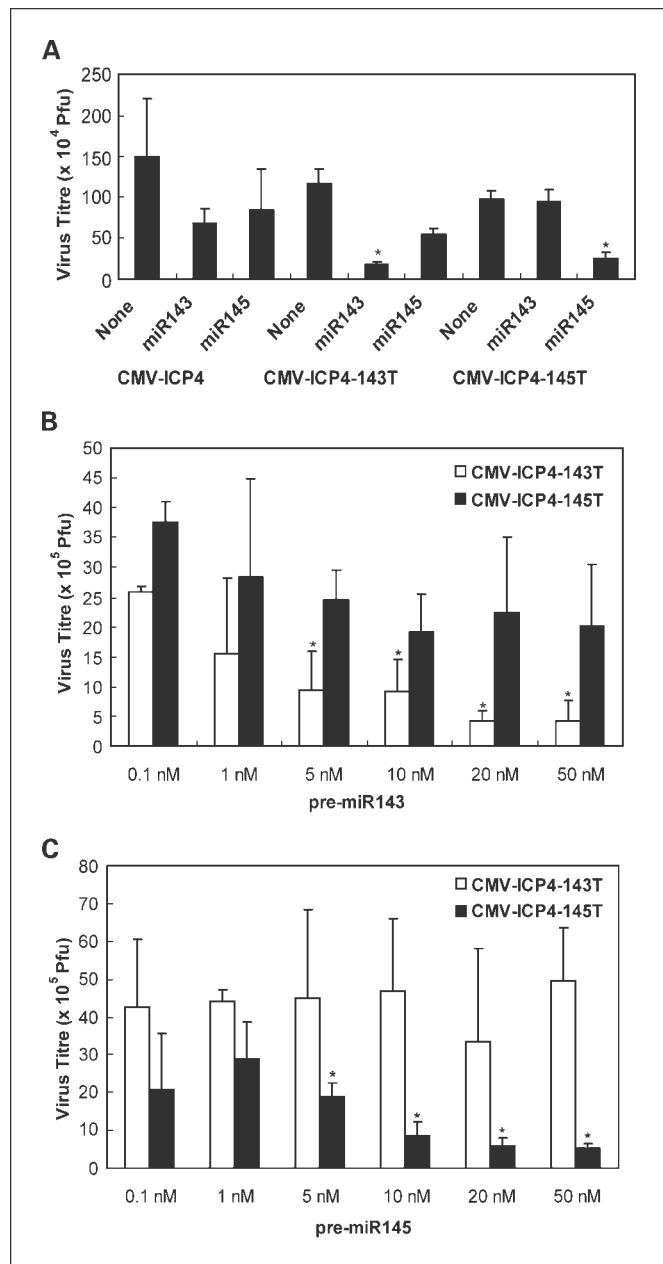 A
Virus Titre (x 10⁴ Pfu)
250
200
150
100
50
0
*
*
None
miR143
miR145
None
miR143
miR145
None
miR143
miR145
CMV-ICP4
CMV-ICP4-143T
CMV-ICP4-145T
B
Virus Titre (x 10⁵ Pfu)
50
45
40
35
30
25
20
15
10
5
0
CMV-ICP4-143T
CMV-ICP4-145T
*
*
*
*
0.1 nM
1 nM
5 nM
10 nM
20 nM
50 nM
pre-miR143
C
Virus Titre (x 10⁵ Pfu)
80
70
60
50
40
30
20
10
0
CMV-ICP4-143T
CMV-ICP4-145T
*
*
*
*
0.1 nM
1 nM
5 nM
10 nM
20 nM
50 nM
pre-miR145